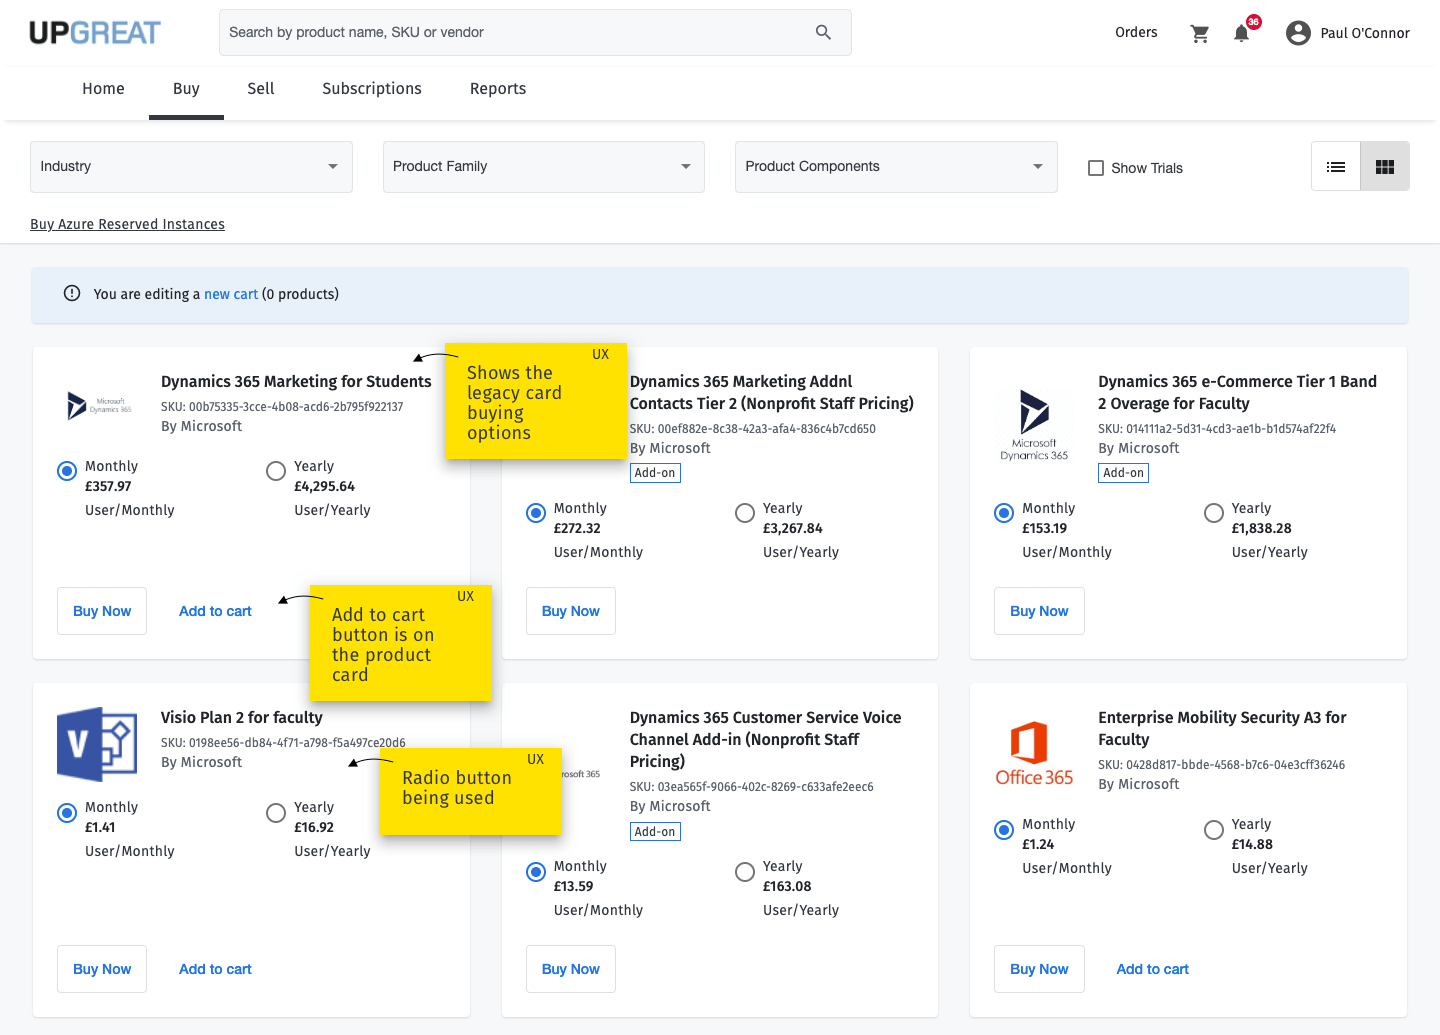 UPGREAT
Search by product name, SKU or vendor
Orders
36
Paul O'Connor
Home
Buy
Sell
Subscriptions
Reports
Industry
Product Family
Product Components
Show Trials
Buy Azure Reserved Instances
You are editing a new cart (0 products)
Microsoft
Dynamics 365
Dynamics 365 Marketing for Students
SKU: 00b75335-3cce-4b08-acd6-2b795f922137
By Microsoft
Monthly
£357.97
User/Monthly
Yearly
£4,295.64
User/Yearly
Buy Now
Add to cart
UX
Shows the
legacy card
buying
options
Dynamics 365 Marketing Addnl
Contacts Tier 2 (Nonprofit Staff Pricing)
SKU: 00ef882e-8c38-42a3-afa4-836c4b7cd650
By Microsoft
Add-on
Monthly
£272.32
User/Monthly
Yearly
£3,267.84
User/Yearly
Buy Now
Microsoft
Dynamics 365
Dynamics 365 e-Commerce Tier 1 Band
2 Overage for Faculty
SKU: 014111a2-5d31-4cd3-ae1b-b1d574af22f4
By Microsoft
Add-on
Monthly
£153.19
User/Monthly
Yearly
£1,838.28
User/Yearly
Buy Now
UX
Add to cart
button is on
the product
card
V
Visio Plan 2 for faculty
SKU: 0198ee56-db84-4f71-a798-f5a497ce20d6
By Microsoft
Monthly
£1.41
User/Monthly
Yearly
£16.92
User/Yearly
Buy Now
Add to cart
UX
Radio button
being used
rosoft 365
Dynamics 365 Customer Service Voice
Channel Add-in (Nonprofit Staff
Pricing)
SKU: 03ea565f-9066-402c-8269-c633afe2eec6
By Microsoft
Add-on
Monthly
£13.59
User/Monthly
Yearly
£163.08
User/Yearly
Buy Now
Office 365
Enterprise Mobility Security A3 for
Faculty
SKU: 0428d817-bbde-4568-b7c6-04e3cff36246
By Microsoft
Monthly
£1.24
User/Monthly
Yearly
£14.88
User/Yearly
Buy Now
Add to cart